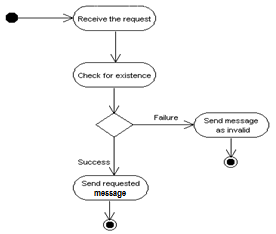 Receive the request
Check for existence
Failure
Send message
as invalid
Success
Send requested
message